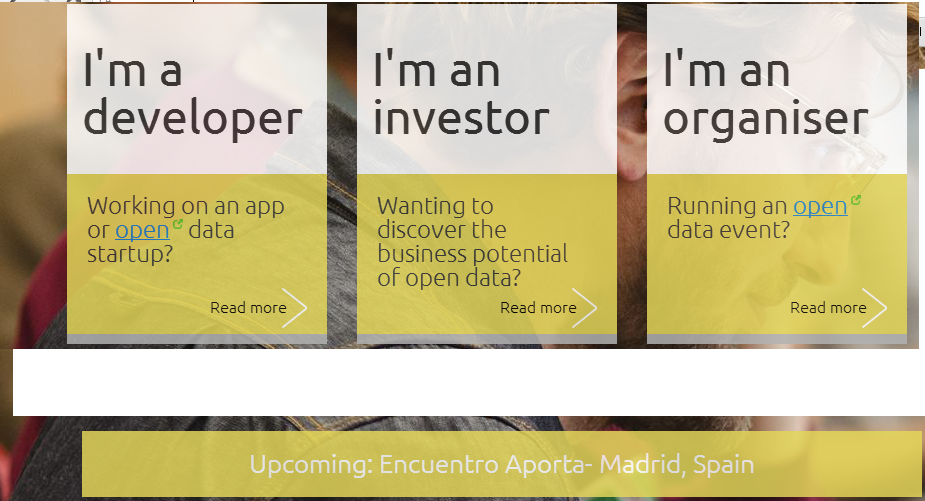 I'm a
developer
Working on an app
or open data
startup?
Read more
I'm an
investor
Wanting to
discover the
business potential
of open data?
Read more
I'm an
organiser
Running an open
data event?
Read more
Upcoming: Encuentro Aporta- Madrid, Spain